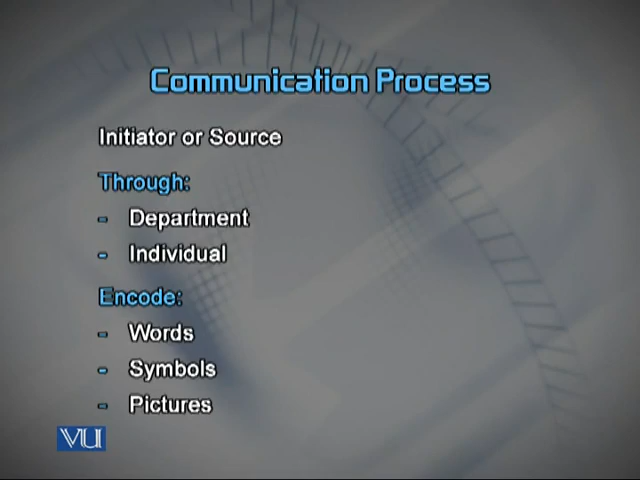 Communication Process
Initiator or Source
Through:
- Department
- Individual
Encode:
- Words
- Symbols
- Pictures
VU